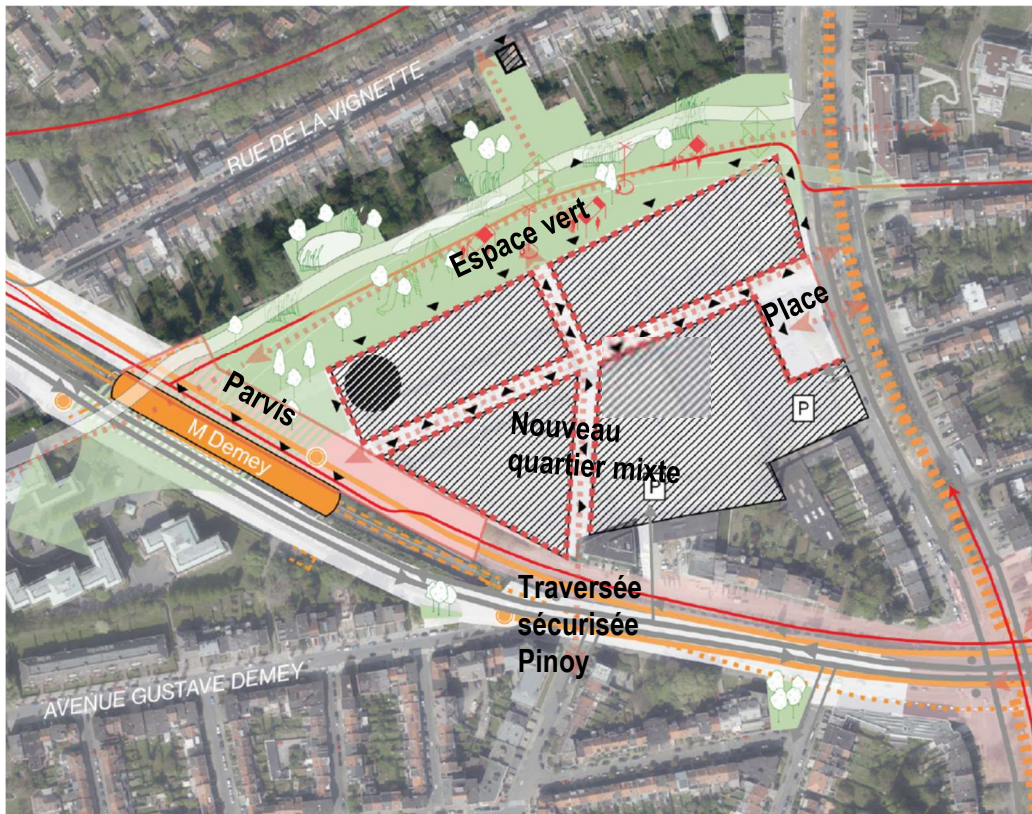 RUE DE LA VIGNETTE
Espace vert
Place
Parvis
M Demey
P
Nouveau
quartier mixte
P
Traversée
sécurisée
Pinoy
AVENUE GUSTAVE DEMEY